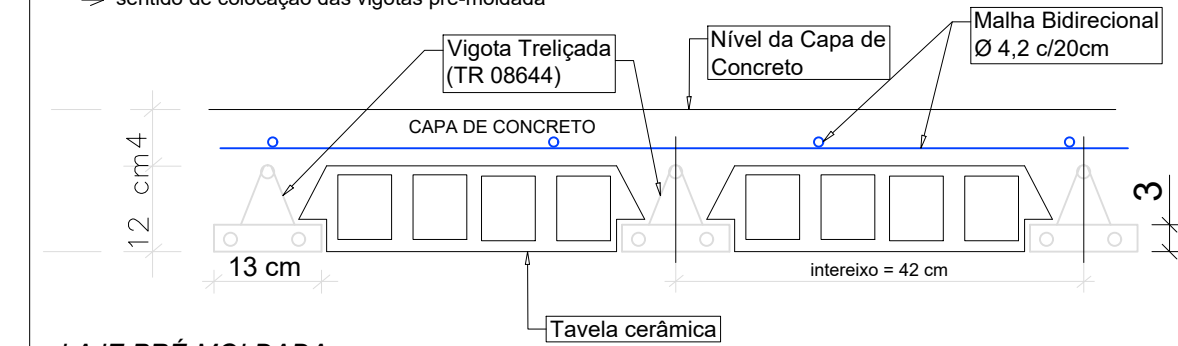 sentido de colocação das vigotas pré-moldada
Malha Bidirecional
Ø 4,2 c/20cm
Nível da Capa de
Concreto
Vigota Treliçada
(TR 08644)
CAPA DE CONCRETO
4
12 cm
3
13 cm
intereixo = 42 cm
Tavela cerâmica
LAJE PRÉ MOLDADA